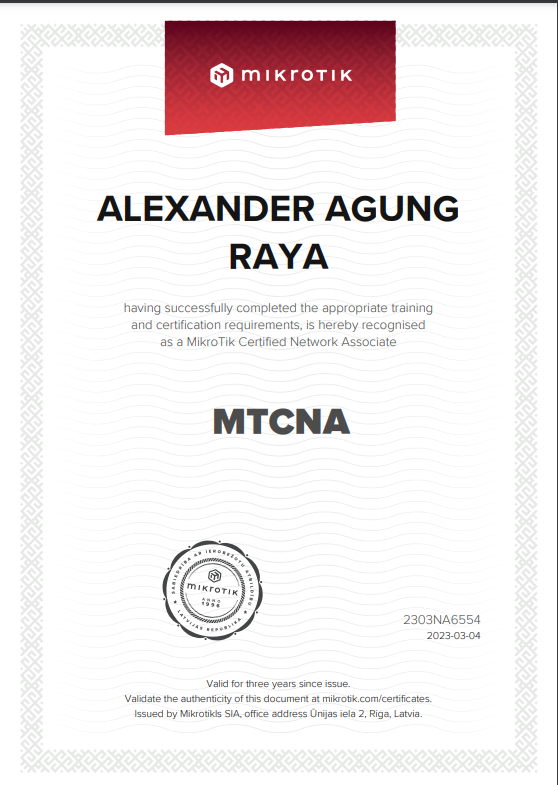 mikrotik
ALEXANDER AGUNG
RAYA
having successfully completed the appropriate training
and certification requirements, is hereby recognised
as a MikroTik Certified Network Associate
MTCNA
SABIEDRĪBA AR IEROBEŽOTU ATBILDĪBU
mikrotik
ANNO
1996
★ LATVIJAS REPUBLIKA ★
2303NA6554
2023-03-04
Valid for three years since issue.
Validate the authenticity of this document at mikrotik.com/certificates.
Issued by Mikrotikls SIA, office address Ūnijas iela 2, Riga, Latvia.